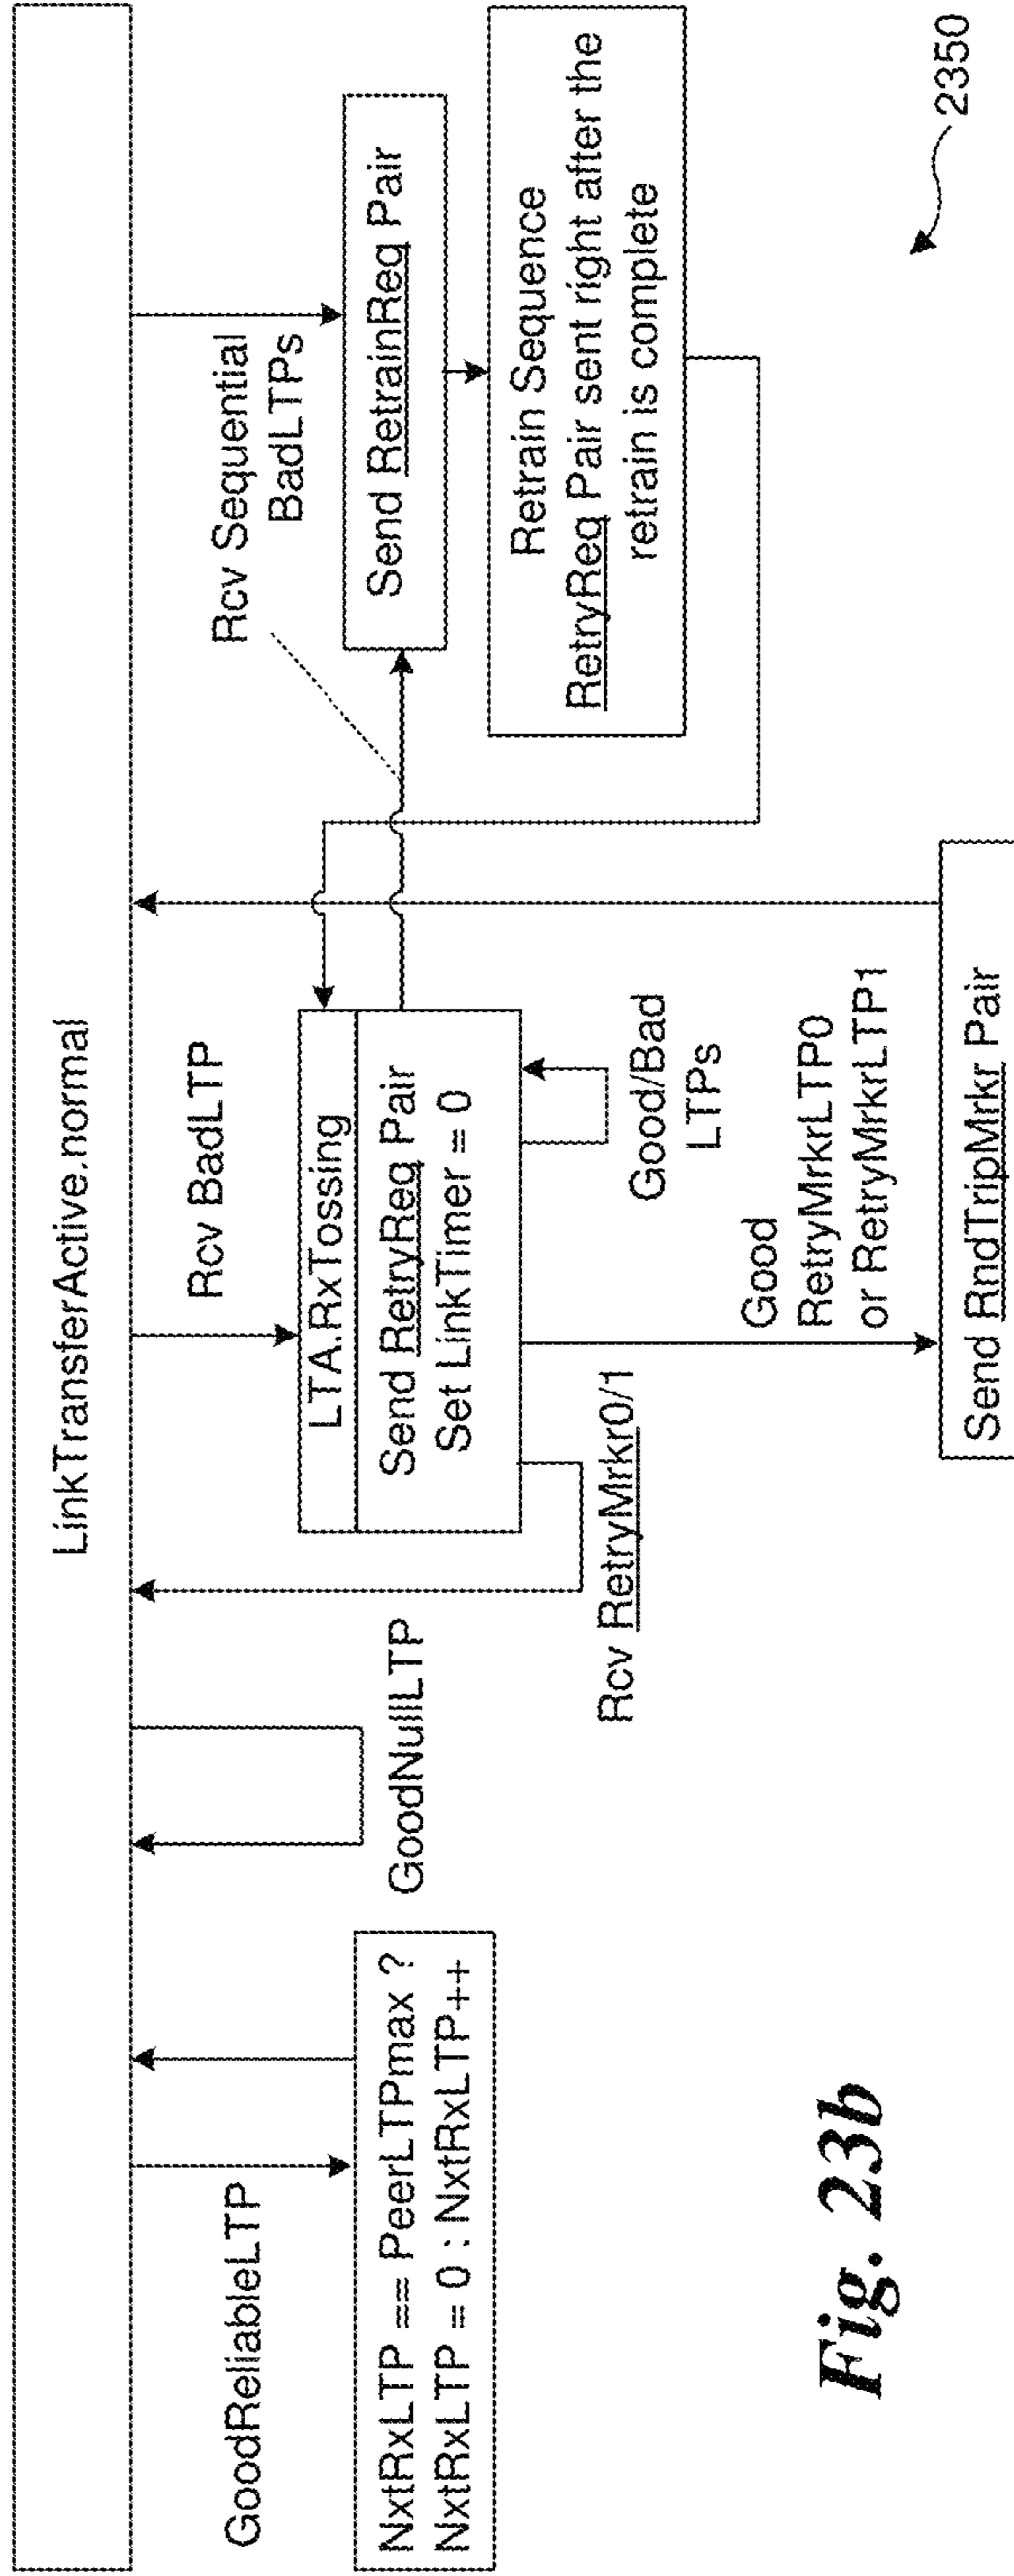 LinkTransferActive.normal
GoodReliableLTP
NxtRxLTP == PeerLTPmax ?
NxtRxLTP = 0 : NxtRxLTP++
GoodNullLTP
Rcv BadLTP
LTA.RxTossing
Send RetryReq Pair
Set LinkTimer = 0
Rcv RetryMrkr0/1
Good/Bad
LTPs
Good
RetryMrkrLTP0
or RetryMrkrLTP1
Send RndTripMrkr Pair
Rcv Sequential
BadLTPs
Send RetrainReq Pair
Retrain Sequence
RetryReq Pair sent right after the
retrain is complete
2350
Fig. 23b